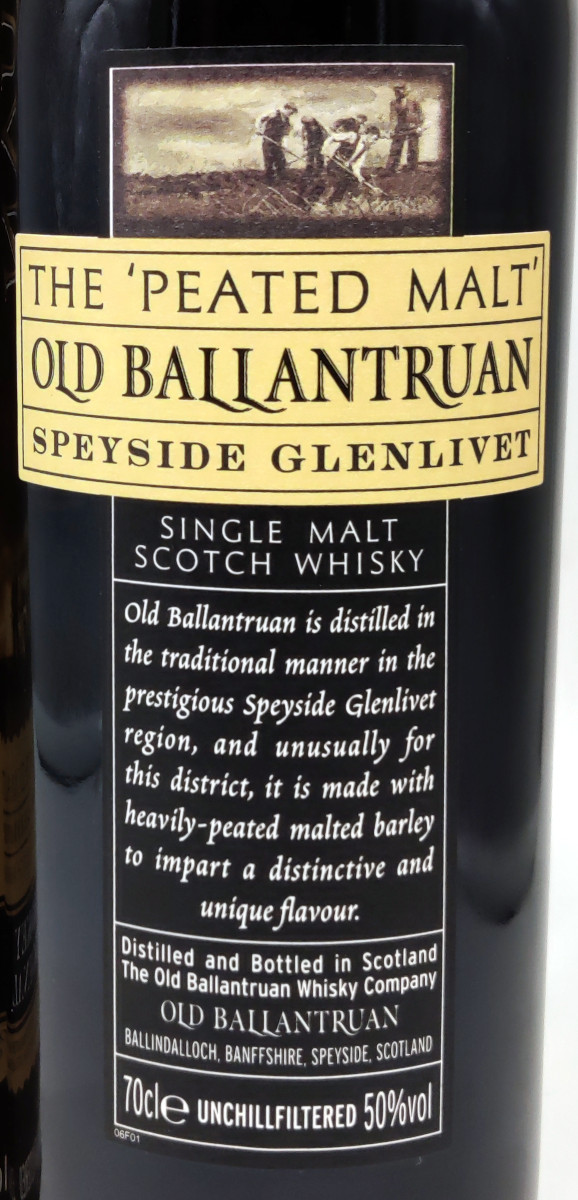 THE 'PEATED MALT'
OLD BALLANTRUAN
SPEYSIDE GLENLIVET
SINGLE MALT
SCOTCH WHISKY
Old Ballantruan is distilled in
the traditional manner in the
prestigious Speyside Glenlivet
region, and unusually for
this district, it is made with
heavily-peated malted barley
to impart a distinctive and
unique flavour.
Distilled and Bottled in Scotland
The Old Ballantruan Whisky Company
OLD BALLANTRUAN
BALLINDALLOCH, BANFFSHIRE, SPEYSIDE, SCOTLAND
70cl e UNCHILLFILTERED 50%vol
06F01